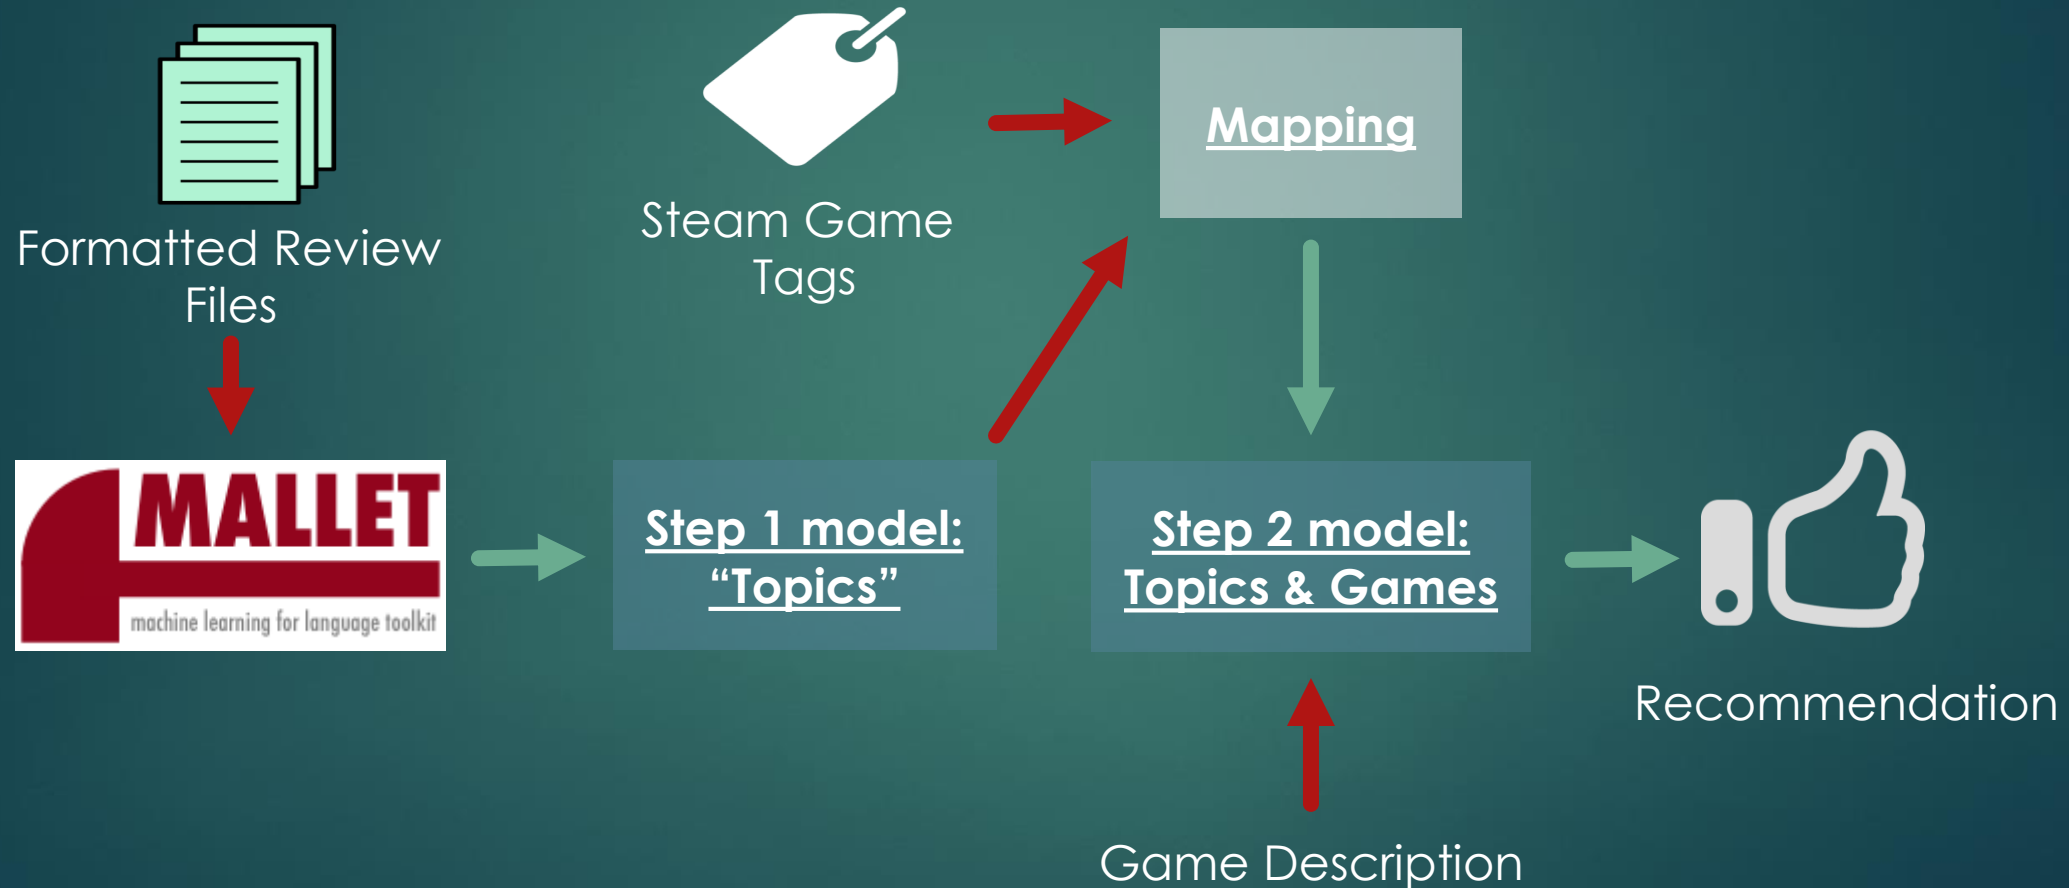 Formatted Review
Files
Steam Game
Tags
Mapping
MALLET
machine learning for language toolkit
Step 1 model:
“Topics”
Step 2 model:
Topics & Games
Recommendation
Game Description